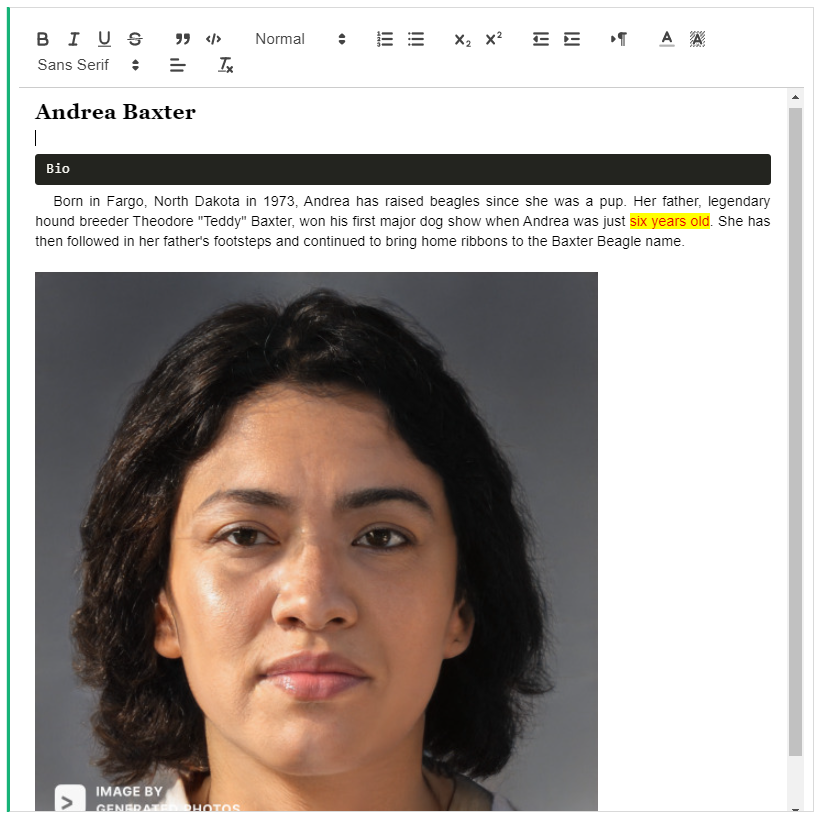 B I U S ” </> Normal X₂ X² ¶ A A
Sans Serif Tx
Andrea Baxter
Bio
Born in Fargo, North Dakota in 1973, Andrea has raised beagles since she was a pup. Her father, legendary
hound breeder Theodore "Teddy" Baxter, won his first major dog show when Andrea was just six years old. She has
then followed in her father's footsteps and continued to bring home ribbons to the Baxter Beagle name.
IMAGE BY
GENERATED PHOTOS